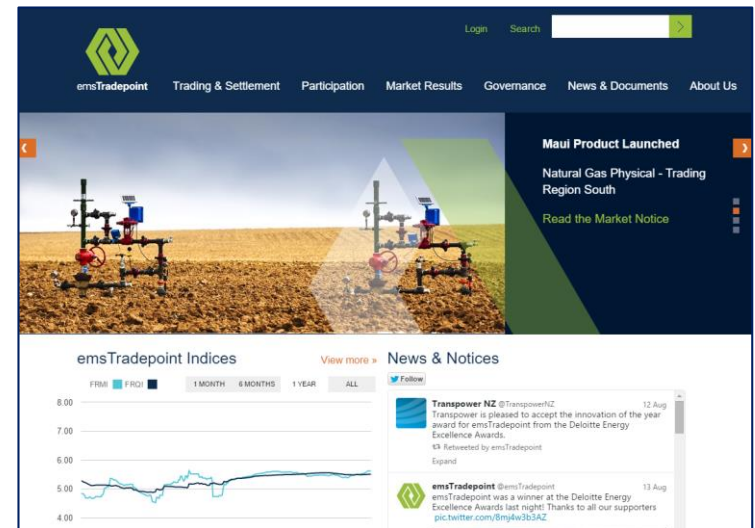 Login Search
emsTradepoint
Trading & Settlement Participation Market Results Governance News & Documents About Us
Maui Product Launched
Natural Gas Physical - Trading
Region South
Read the Market Notice
emsTradepoint Indices
View more »
FRMI FRQI 1 MONTH 6 MONTHS 1 YEAR ALL
8.00
7.00
6.00
5.00
4.00
News & Notices
Follow
Transpower NZ @TranspowerNZ 12 Aug
Transpower is pleased to accept the innovation of the year
award for emsTradepoint from the Deloitte Energy
Excellence Awards.
Retweeted by emsTradepoint
Expand
emsTradepoint @emsTradepoint 13 Aug
emsTradepoint was a winner at the Deloitte Energy
Excellence Awards last night! Thanks to all our supporters
pic.twitter.com/8mj4w3b3AZ